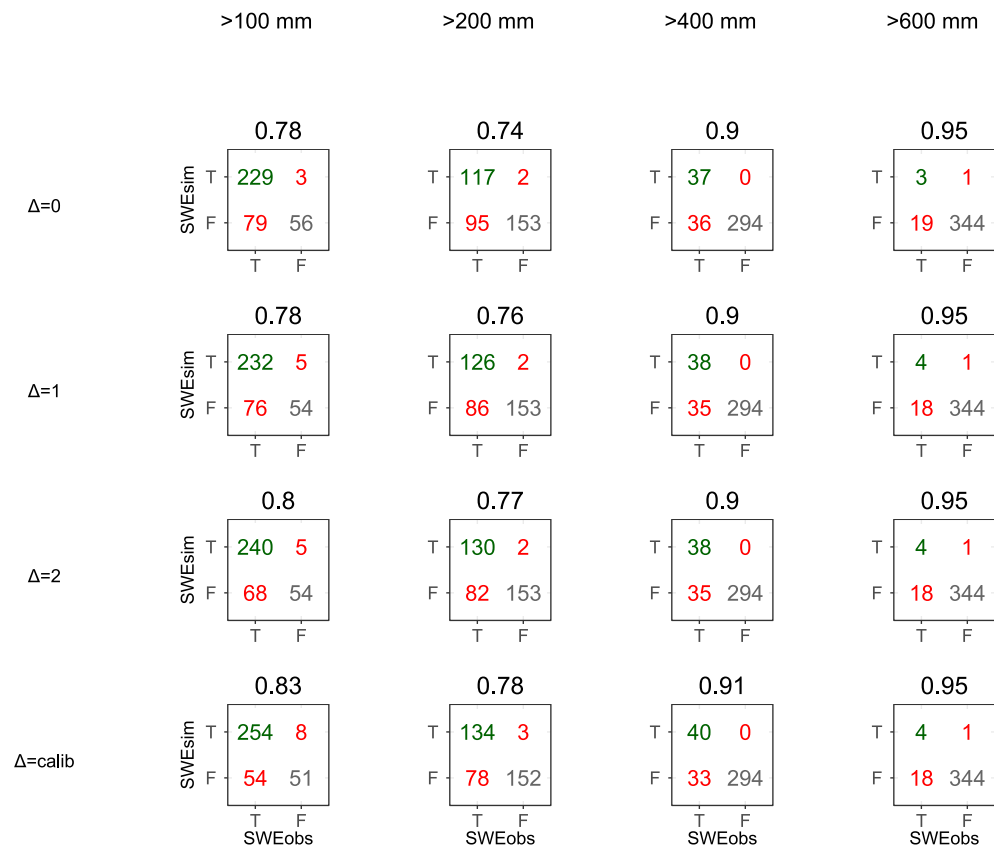 >100 mm >200 mm >400 mm >600 mm
0.78 0.74 0.9 0.95
Δ=0 SWEsim T 229 3 T 117 2 T 37 0 T 3 1
F 79 56 F 95 153 F 36 294 F 19 344
T F T F T F T F
0.78 0.76 0.9 0.95
Δ=1 SWEsim T 232 5 T 126 2 T 38 0 T 4 1
F 76 54 F 86 153 F 35 294 F 18 344
T F T F T F T F
0.8 0.77 0.9 0.95
Δ=2 SWEsim T 240 5 T 130 2 T 38 0 T 4 1
F 68 54 F 82 153 F 35 294 F 18 344
T F T F T F T F
0.83 0.78 0.91 0.95
Δ=calib SWEsim T 254 8 T 134 3 T 40 0 T 4 1
F 54 51 F 78 152 F 33 294 F 18 344
T F T F T F T F
SWEobs SWEobs SWEobs SWEobs